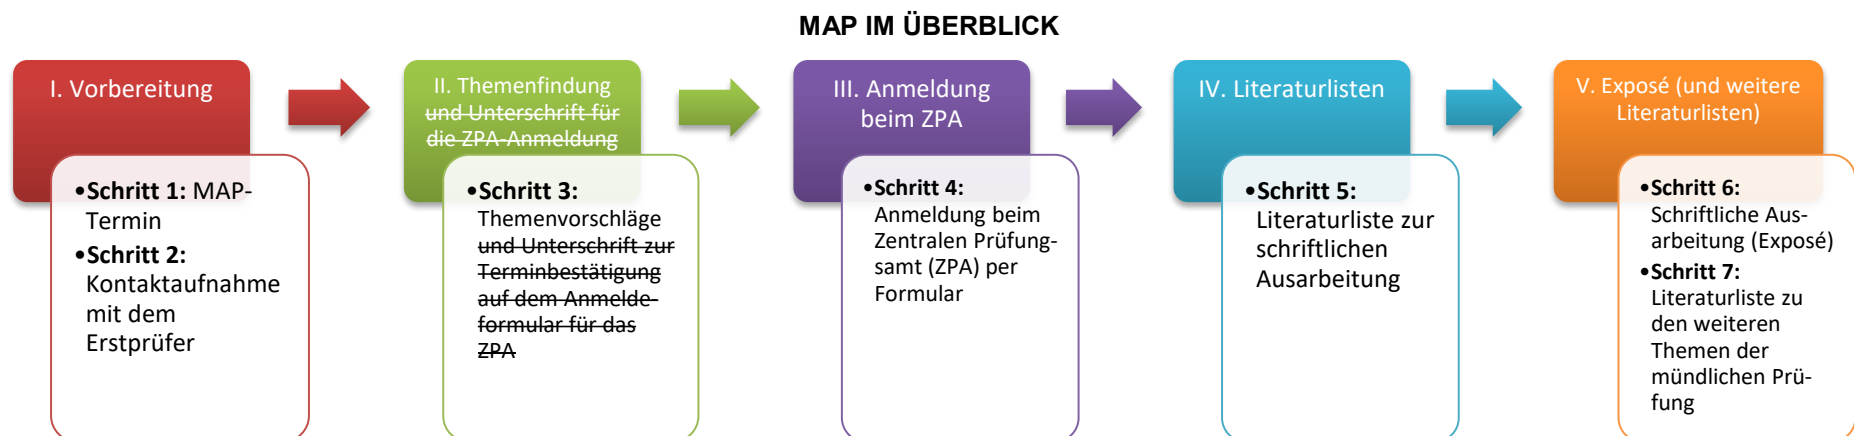 MAP IM ÜBERBLICK
I. Vorbereitung
•Schritt 1: MAP-
Termin
•Schritt 2:
Kontaktaufnahme
mit dem
Erstprüfer
II. Themenfindung
und Unterschrift für
die ZPA-Anmeldung
•Schritt 3:
Themenvorschläge
und Unterschrift zur
Terminbestätigung
auf dem Anmelde-
formular für das
ZPA
III. Anmeldung
beim ZPA
•Schritt 4:
Anmeldung beim
Zentralen Prüfung-
samt (ZPA) per
Formular
IV. Literaturlisten
•Schritt 5:
Literaturliste zur
schriftlichen
Ausarbeitung
V. Exposé (und weitere
Literaturlisten)
•Schritt 6:
Schriftliche Aus-
arbeitung (Exposé)
•Schritt 7:
Literaturliste zu
den weiteren
Themen der
mündlichen Prü-
fung